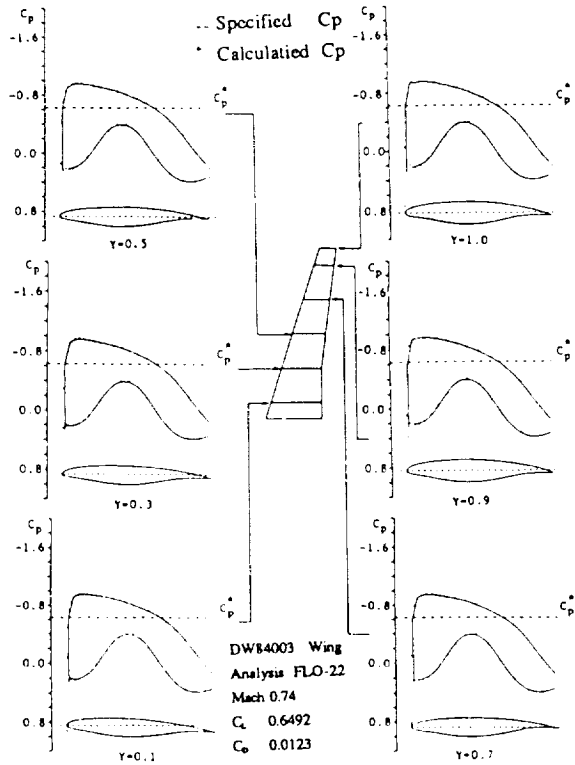 -- Specified Cp
* Calculatied Cp
Cp
-1.6
-0.8
0.0
0.8
Cp*
Y=0.5
Cp
-1.6
-0.8
0.0
0.8
Cp*
Y=1.0
Cp
-1.6
-0.8
0.0
0.8
Cp*
Y=0.3
Cp
-1.6
-0.8
0.0
0.8
Cp*
Y=0.9
Cp
-1.6
-0.8
0.0
0.8
Cp*
Y=0.1
DW84003 Wing
Analysis FLO-22
Mach 0.74
CL 0.6492
CD 0.0123
Cp
-1.6
-0.8
0.0
0.8
Cp*
Y=0.7